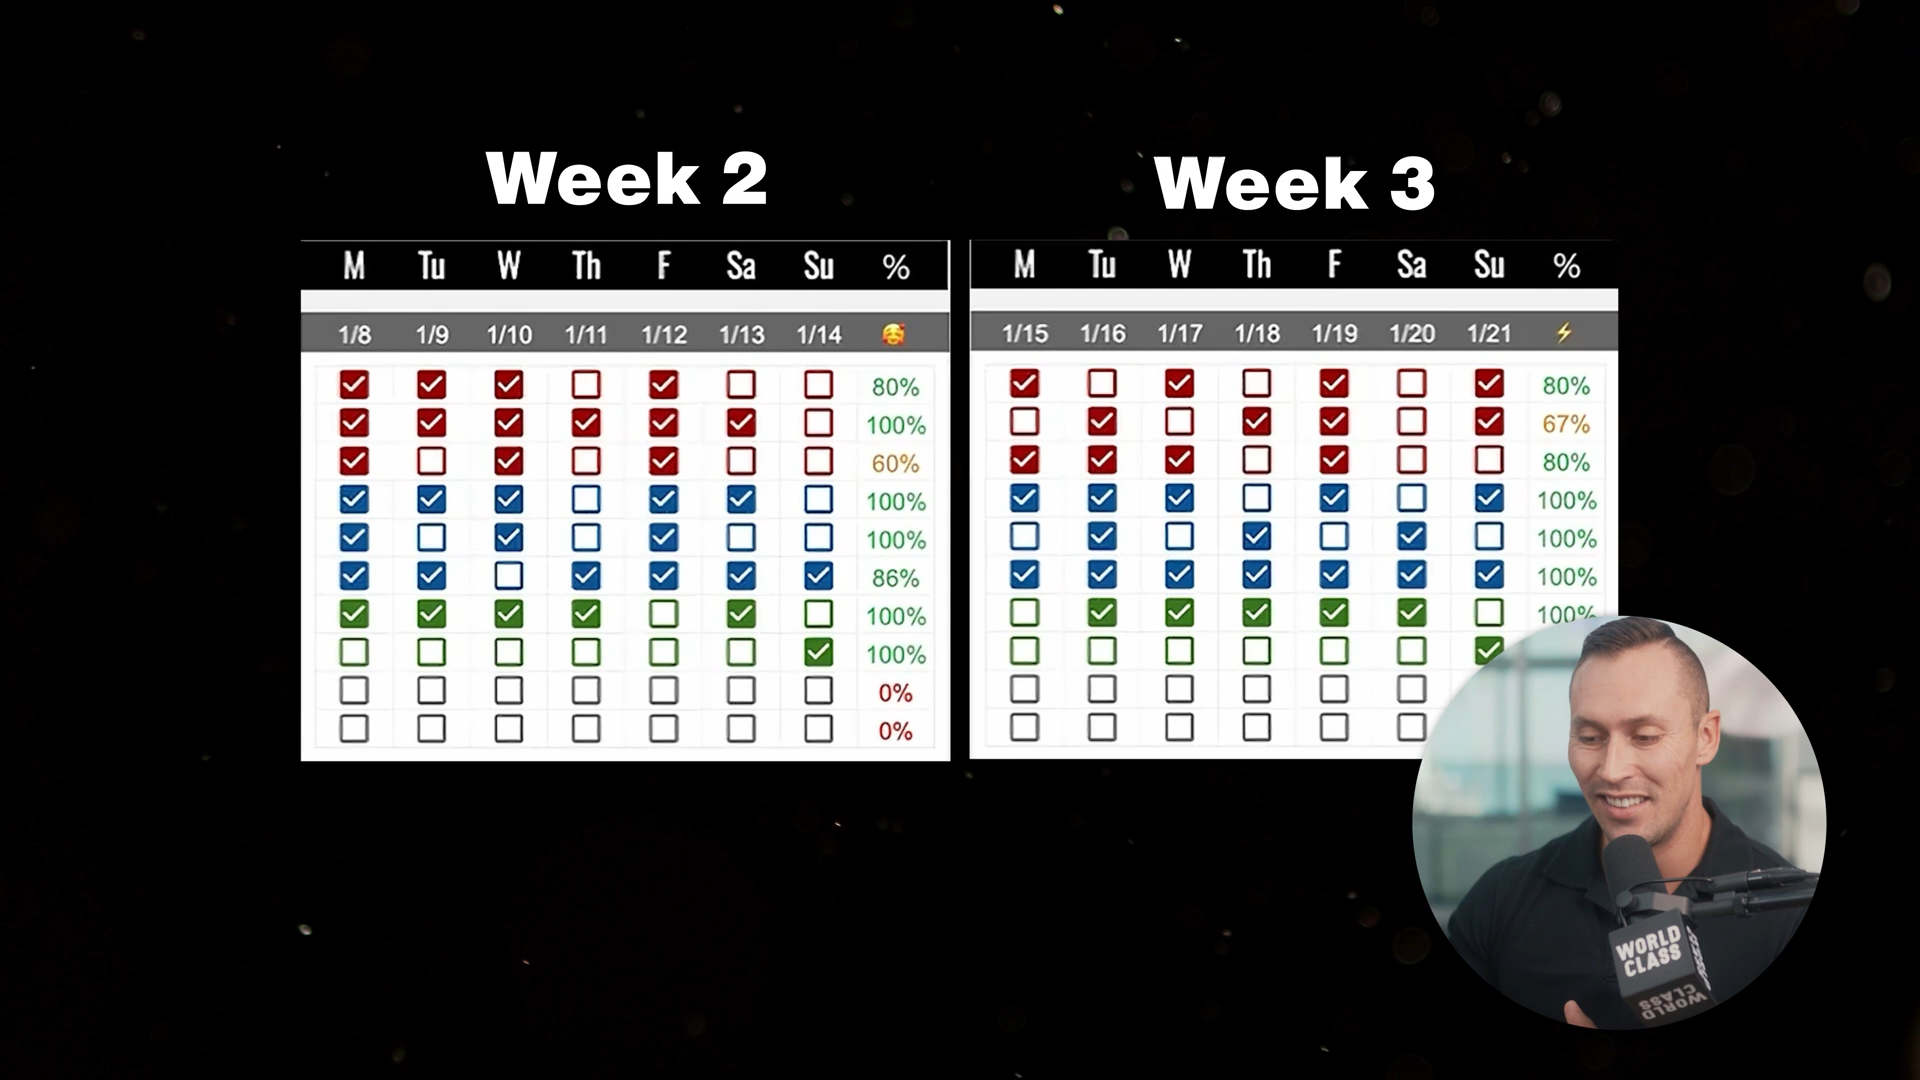 Week 2
M Tu W Th F Sa Su %
1/8 1/9 1/10 1/11 1/12 1/13 1/14
80%
100%
60%
100%
100%
86%
100%
100%
0%
0%
Week 3
M Tu W Th F Sa Su %
1/15 1/16 1/17 1/18 1/19 1/20 1/21
80%
67%
80%
100%
100%
100%
100%
WORLD
CLASS
WORLD
CLASS